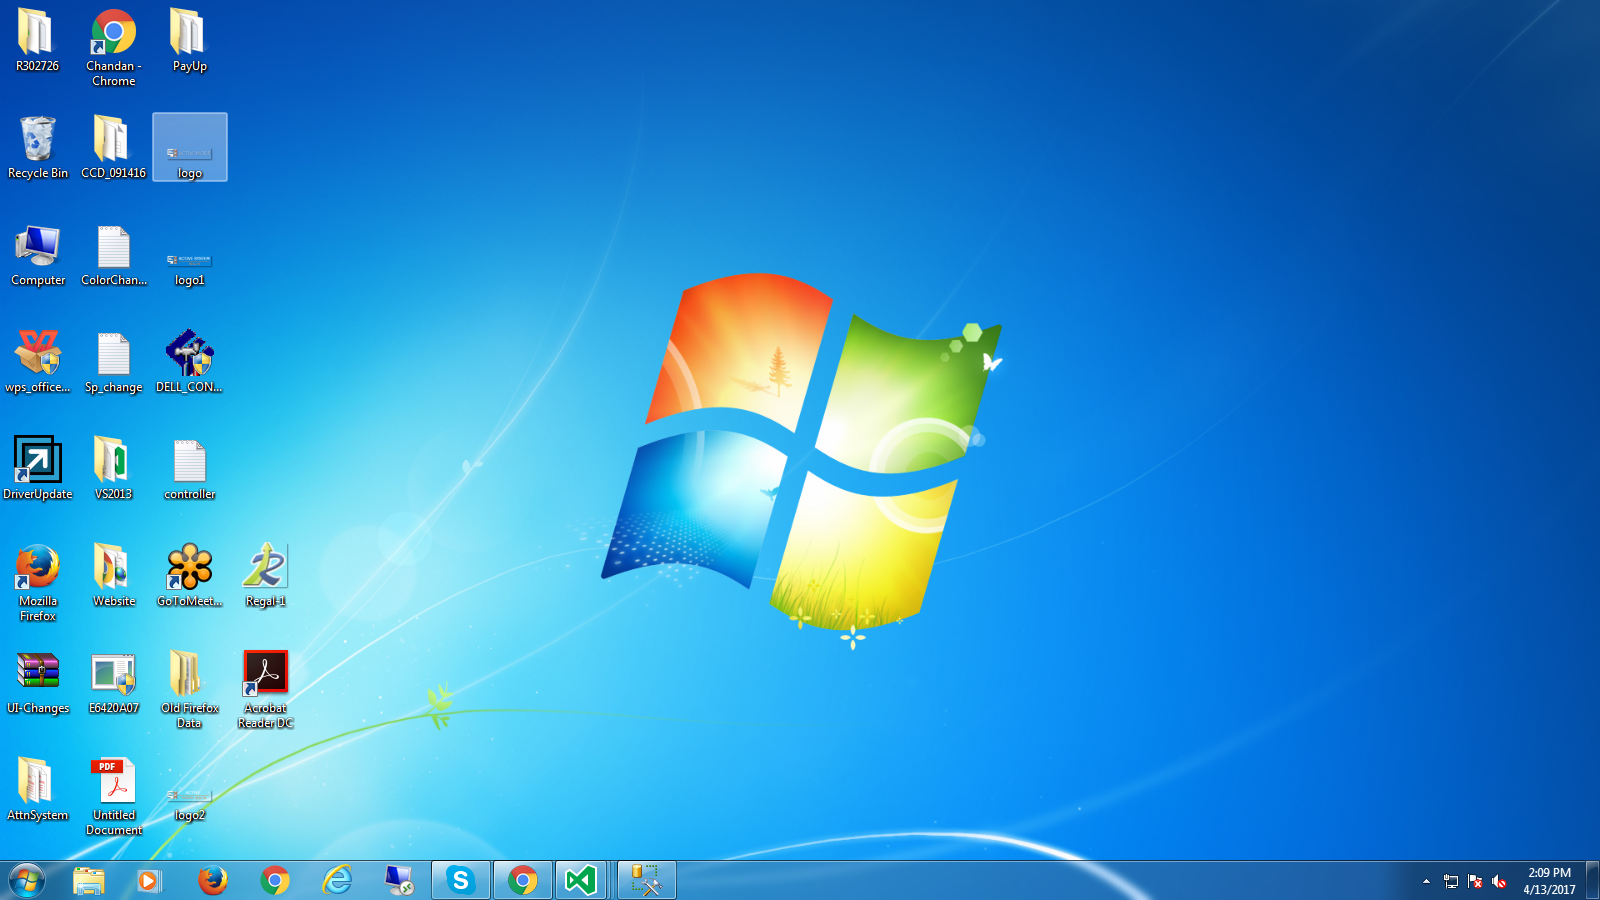 R302726
Chandan -
Chrome
PayUp
Recycle Bin
CCD_091416
logo
Computer
ColorChan...
ACTIVE
logo1
wps_office...
Sp_change
DELL_CON...
DriverUpdate
VS2013
controller
Mozilla
Firefox
Website
GoToMeet...
Regal-1
UI-Changes
E6420A07
Old Firefox
Data
Acrobat
Reader DC
AttnSystem
PDF
Untitled
Document
logo2
S
2:09 PM
4/13/2017